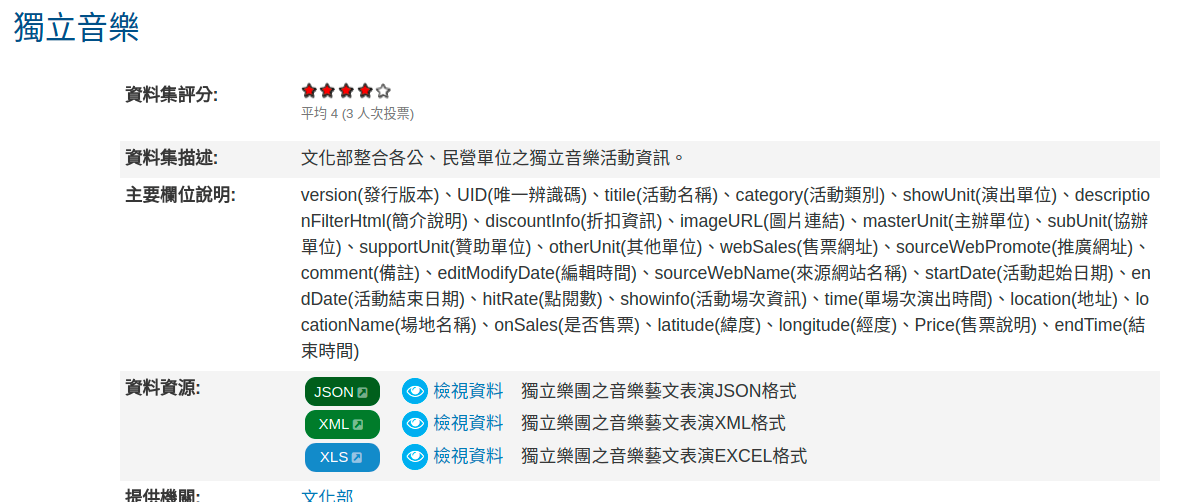 獨立音樂
資料集評分:
平均 4 (3 人次投票)
資料集描述: 文化部整合各公、民營單位之獨立音樂活動資訊。
主要欄位說明: version(發行版本)、UID(唯一辨識碼)、titile(活動名稱)、category(活動類別)、showUnit(演出單位)、descriptio
nFilterHtml(簡介說明)、discountInfo(折扣資訊)、imageURL(圖片連結)、masterUnit(主辦單位)、subUnit(協辦
單位)、supportUnit(贊助單位)、otherUnit(其他單位)、webSales(售票網址)、sourceWebPromote(推廣網址)、
comment(備註)、editModifyDate(編輯時間)、sourceWebName(來源網站名稱)、startDate(活動起始日期)、en
dDate(活動結束日期)、hitRate(點閱數)、showinfo(活動場次資訊)、time(單場次演出時間)、location(地址)、lo
cationName(場地名稱)、onSales(是否售票)、latitude(緯度)、longitude(經度)、Price(售票說明)、endTime(結
束時間)
資料資源: JSON 檢視資料 獨立樂團之音樂藝文表演JSON格式
XML 檢視資料 獨立樂團之音樂藝文表演XML格式
XLS 檢視資料 獨立樂團之音樂藝文表演EXCEL格式
提供機關: 文化部